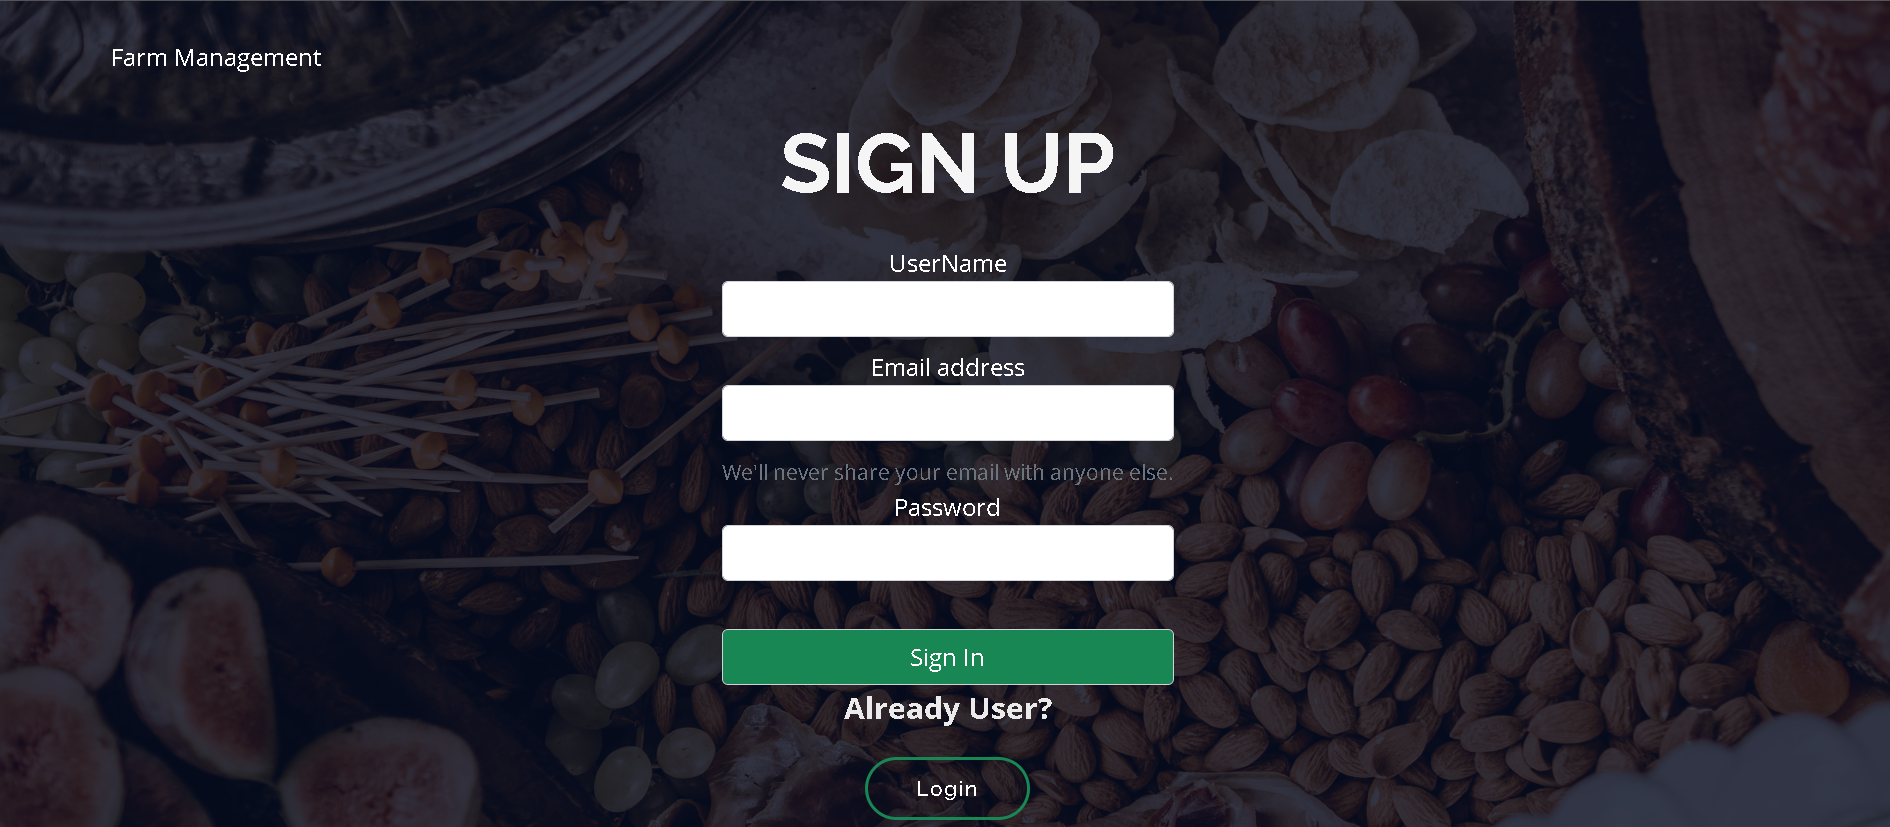 Farm Management
SIGN UP
UserName
Email address
We'll never share your email with anyone else.
Password
Sign In
Already User?
Login